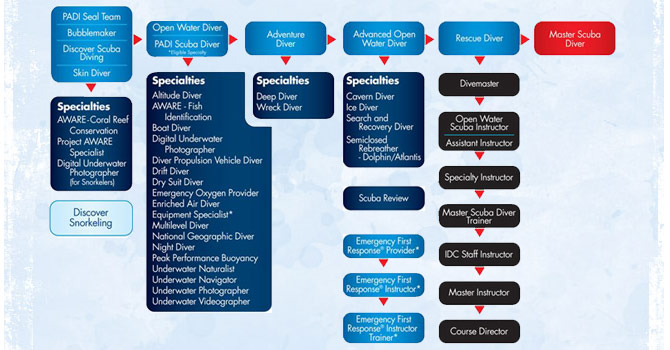 PADI Seal Team
Bubblemaker
Discover Scuba
Diving
Skin Diver
Specialties
AWARE-Coral Reef
Conservation
Project AWARE
Specialist
Digital Underwater
Photographer
(for Snorkelers)
Discover
Snorkeling
Open Water Diver
PADI Scuba Diver
*Eligible Specialty
Specialties
Altitude Diver
AWARE - Fish
Identification
Boat Diver
Digital Underwater
Photographer
Diver Propulsion Vehicle Diver
Drift Diver
Dry Suit Diver
Emergency Oxygen Provider
Enriched Air Diver
Equipment Specialist*
Multilevel Diver
National Geographic Diver
Night Diver
Peak Performance Buoyancy
Underwater Naturalist
Underwater Navigator
Underwater Photographer
Underwater Videographer
Adventure
Diver
Specialties
Deep Diver
Wreck Diver
Advanced Open
Water Diver
Specialties
Cavern Diver
Ice Diver
Search and
Recovery Diver
Semiclosed
Rebreather
- Dolphin/Atlantis
Scuba Review
Emergency First
Response® Provider*
Emergency First
Response® Instructor*
Emergency First
Response® Instructor
Trainer*
Rescue Diver
Divemaster
Open Water
Scuba Instructor
Assistant Instructor
Specialty Instructor
Master Scuba Diver
Trainer
IDC Staff Instructor
Master Instructor
Course Director
Master Scuba
Diver